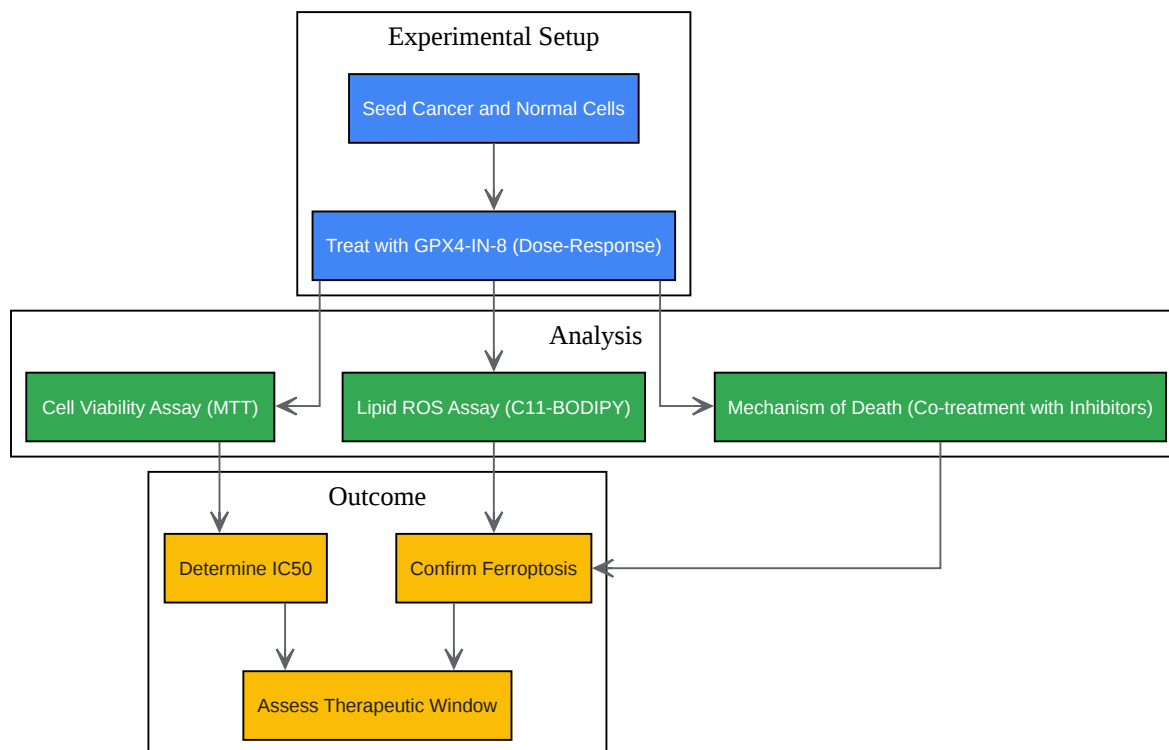 Experimental Setup
Seed Cancer and Normal Cells
Treat with GPX4-IN-8 (Dose-Response)
Analysis
Cell Viability Assay (MTT)
Lipid ROS Assay (C11-BODIPY)
Mechanism of Death (Co-treatment with Inhibitors)
Outcome
Determine IC50
Confirm Ferroptosis
Assess Therapeutic Window